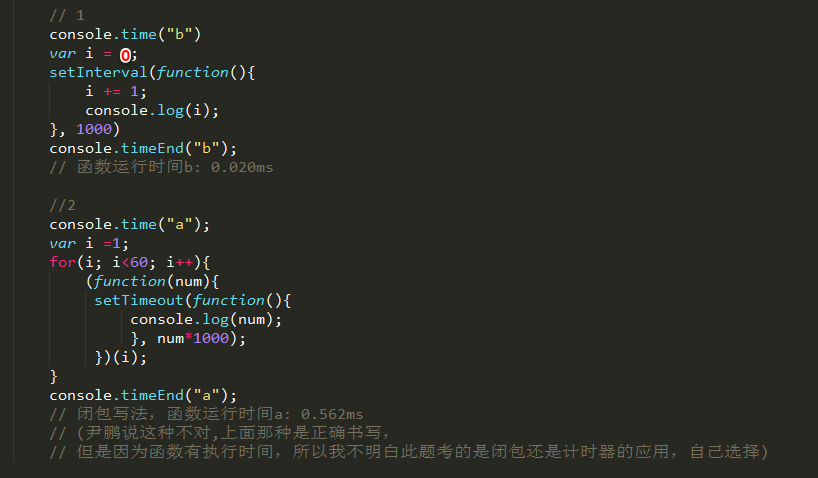 // 1
console.time("b")
var i = 0;
setInterval(function(){
    i += 1;
    console.log(i);
}, 1000)
console.timeEnd("b");
// 函数运行时间b: 0.020ms

//2
console.time("a");
var i =1;
for(i; i<60; i++){
    (function(num){
     setTimeout(function(){
         console.log(num);
         }, num*1000);
     })(i);
}
console.timeEnd("a");
// 闭包写法，函数运行时间a: 0.562ms
// (尹鹏说这种不对,上面那种是正确书写，
// 但是因为函数有执行时间，所以我不明白此题考的是闭包还是计时器的应用，自己选择)